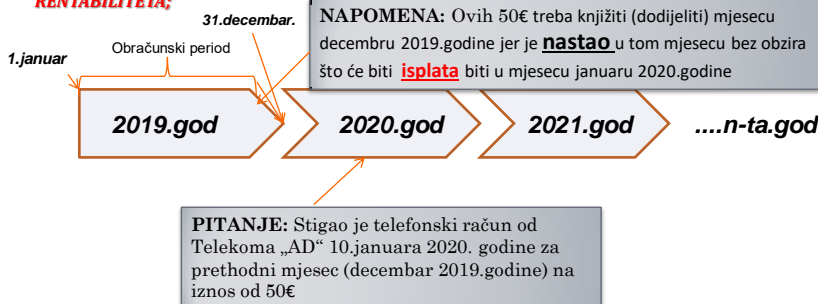 RENTABILITETA;
31.decembar.
1.januar
Obračunski period
NAPOMENA: Ovih 50€ treba knjižiti (dodijeliti) mjesecu
decembru 2019.godine jer je nastao u tom mjesecu bez obzira
što će biti isplata biti u mjesecu januaru 2020.godine
2019.god
2020.god
2021.god
....n-ta.god
PITANJE: Stigao je telefonski račun od
Telekoma „AD“ 10.januara 2020. godine za
prethodni mjesec (decembar 2019.godine) na
iznos od 50€